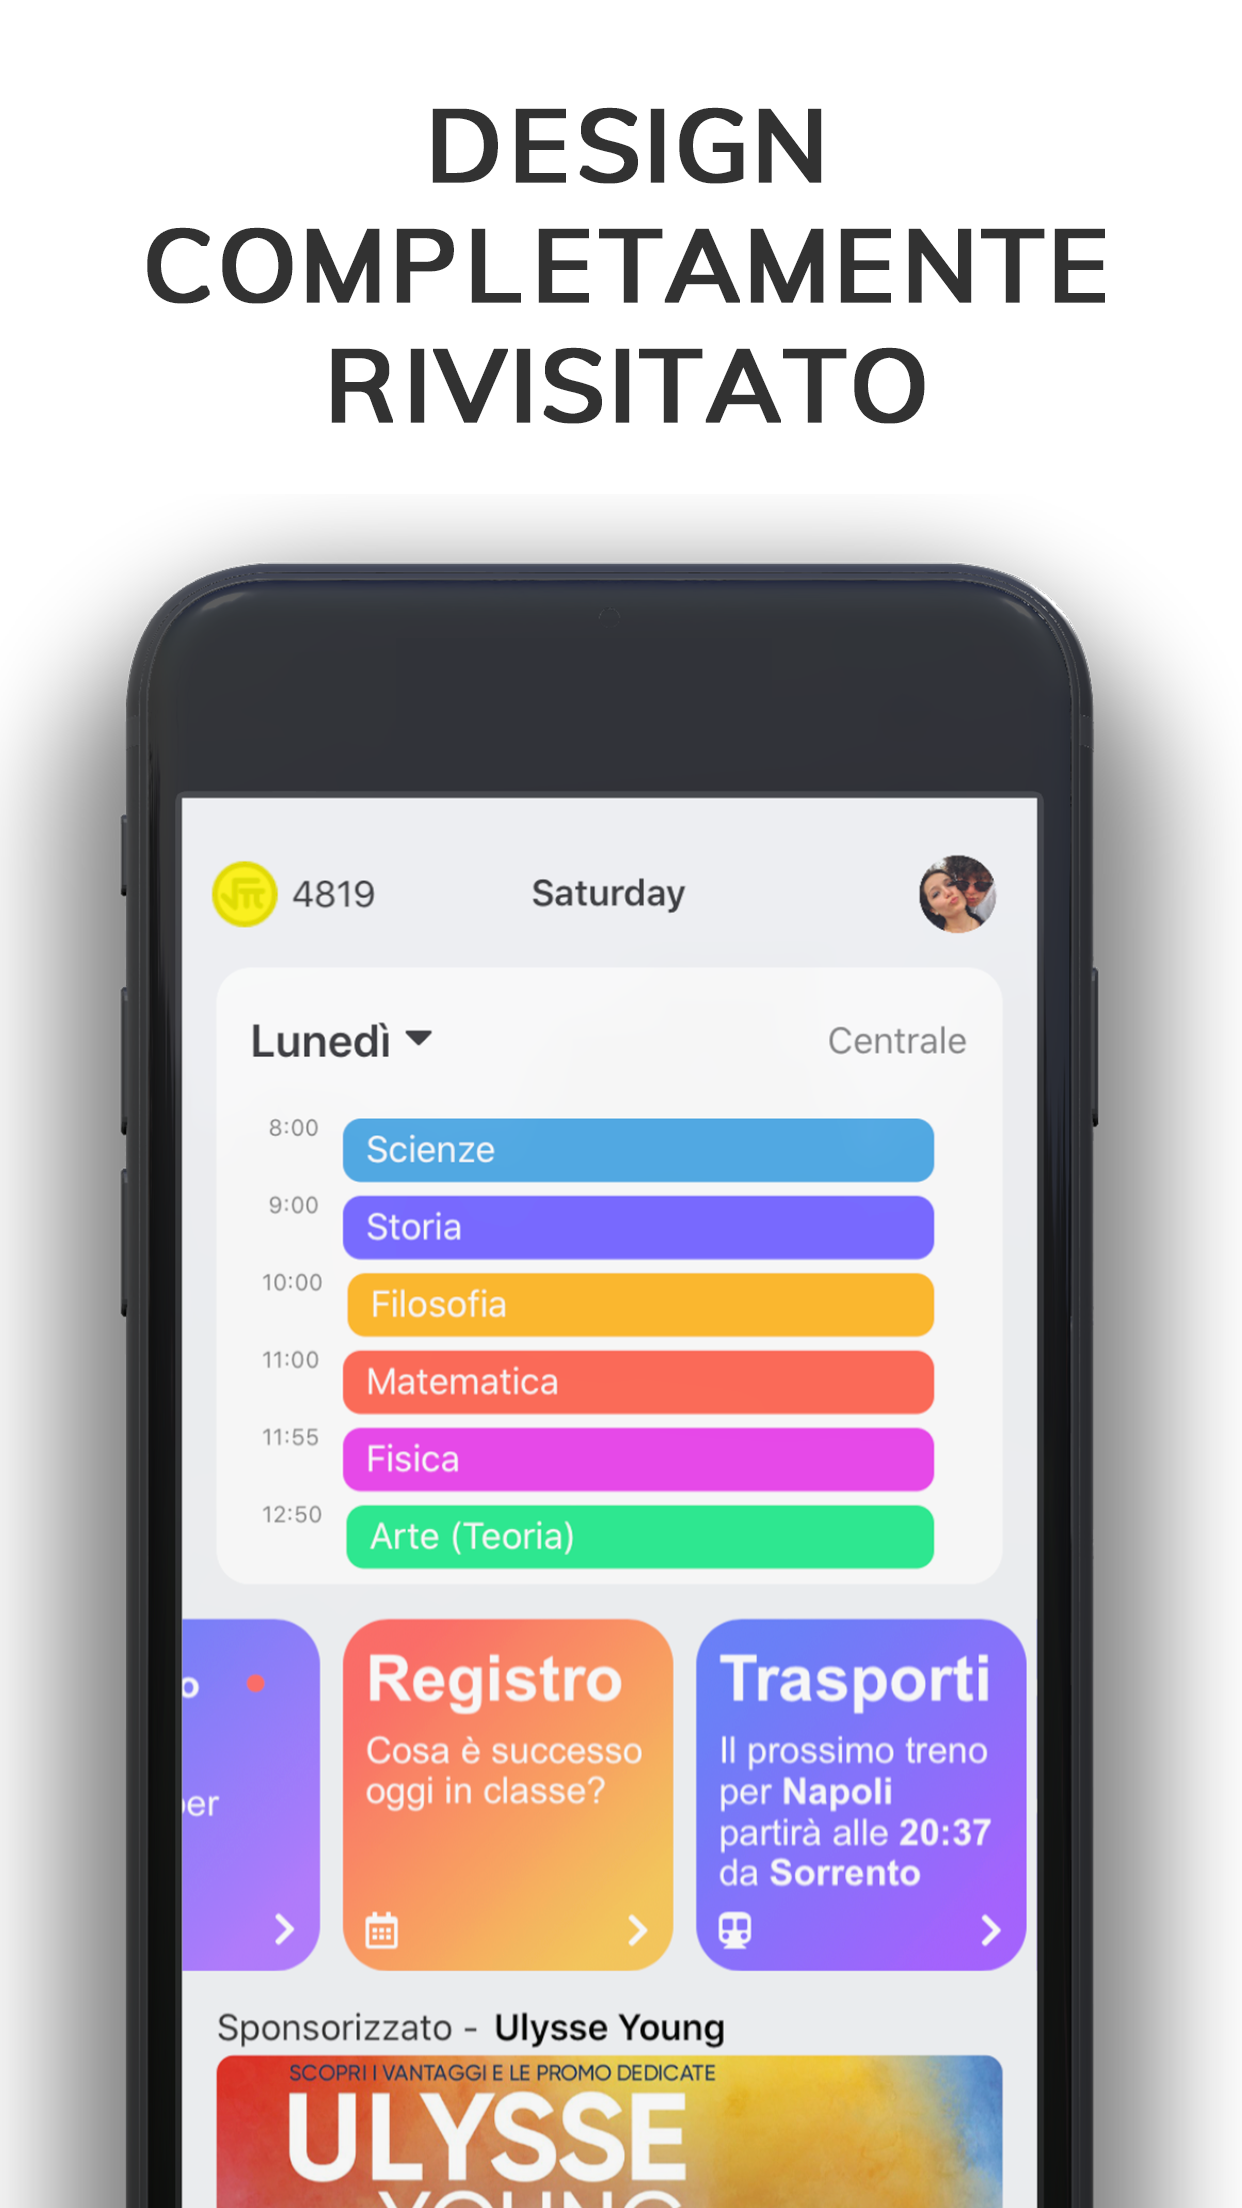 DESIGN
COMPLETAMENTE
RIVISITATO
4819
Saturday
Lunedì
Centrale
8:00
Scienze
9:00
Storia
10:00
Filosofia
11:00
Matematica
11:55
Fisica
12:50
Arte (Teoria)
o
per
Registro
Cosa è successo
oggi in classe?
Trasporti
Il prossimo treno
per Napoli
partirà alle 20:37
da Sorrento
Sponsorizzato - Ulysse Young
SCOPRI I VANTAGGI E LE PROMO DEDICATE
ULYSSE
YOUNG